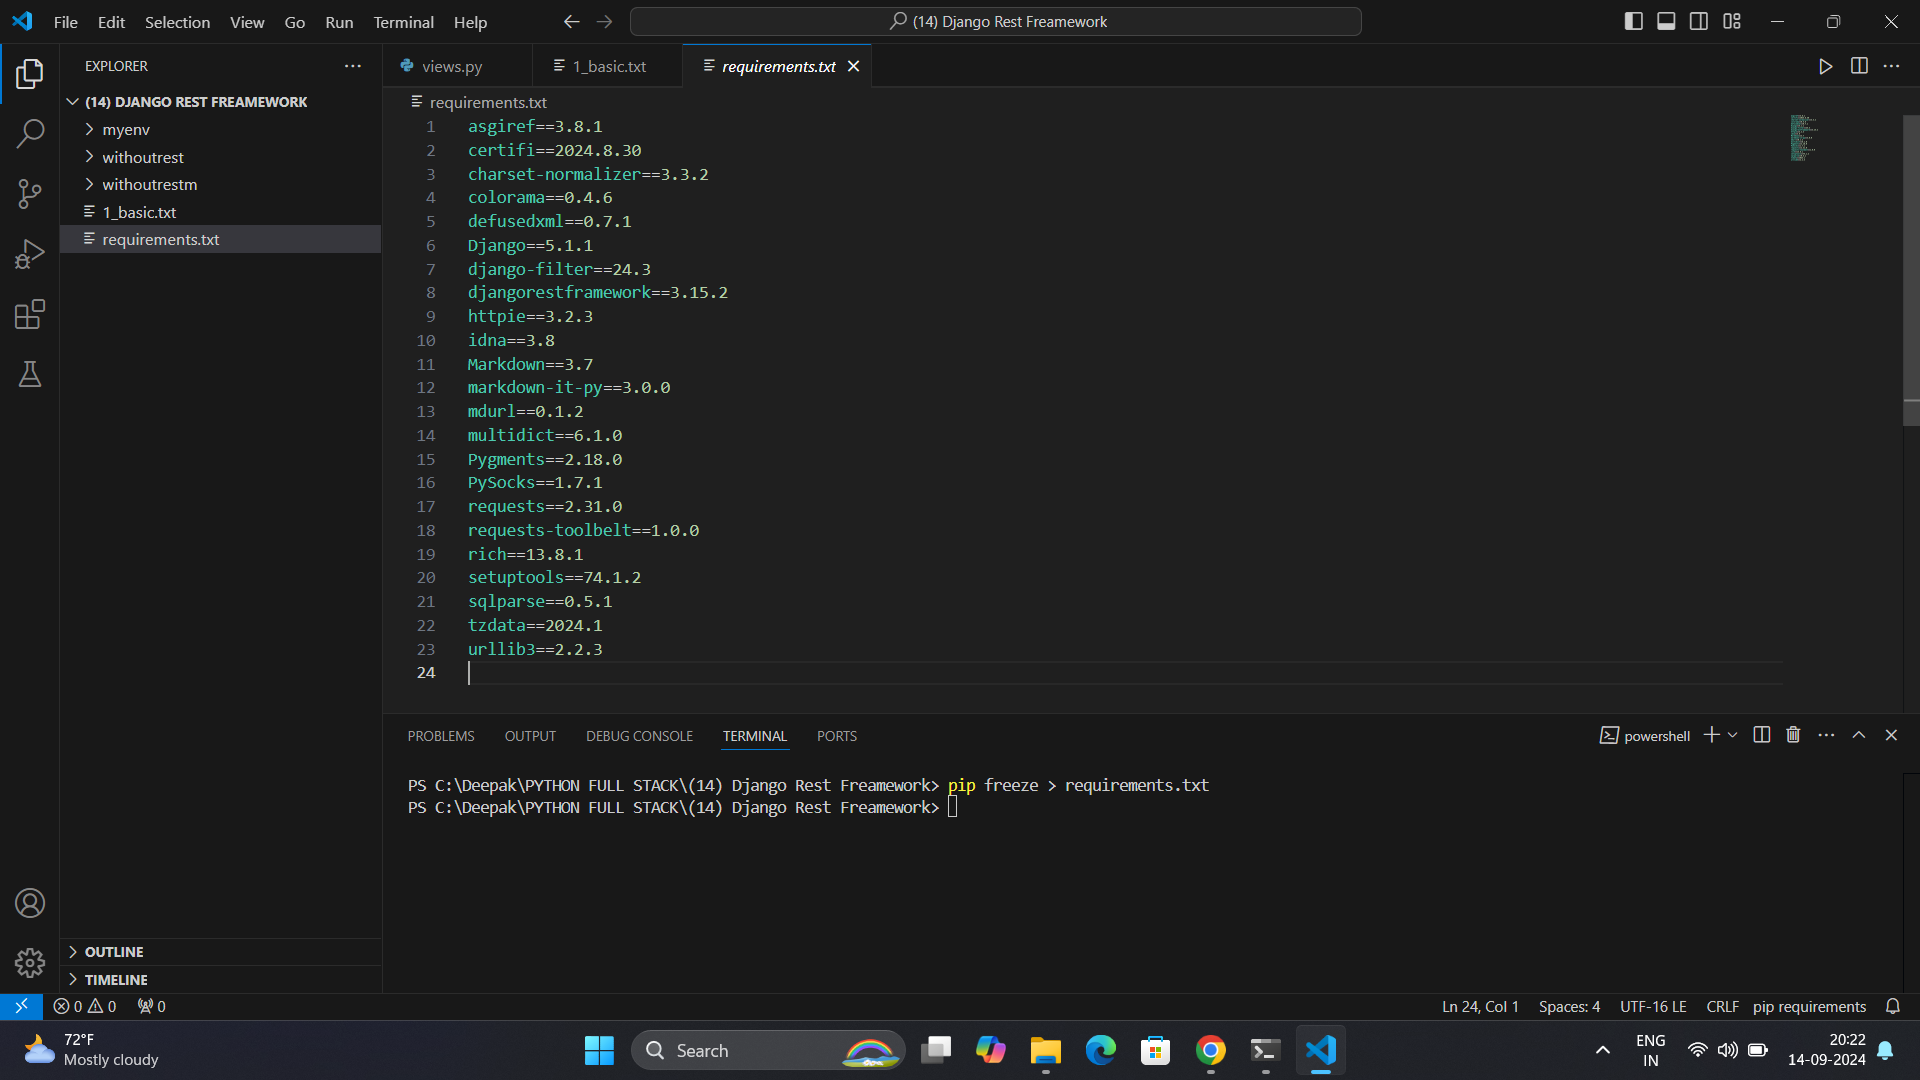 File Edit Selection View Go Run Terminal Help
(14) Django Rest Freamework
EXPLORER
(14) DJANGO REST FREAMEWORK
myenv
withoutrest
withoutrestm
1_basic.txt
requirements.txt
OUTLINE
TIMELINE
views.py
1_basic.txt
requirements.txt
requirements.txt
1 asgiref==3.8.1
2 certifi==2024.8.30
3 charset-normalizer==3.3.2
4 colorama==0.4.6
5 defusedxml==0.7.1
6 Django==5.1.1
7 django-filter==24.3
8 djangorestframework==3.15.2
9 httpie==3.2.3
10 idna==3.8
11 Markdown==3.7
12 markdown-it-py==3.0.0
13 mdurl==0.1.2
14 multidict==6.1.0
15 Pygments==2.18.0
16 PySocks==1.7.1
17 requests==2.31.0
18 requests-toolbelt==1.0.0
19 rich==13.8.1
20 setuptools==74.1.2
21 sqlparse==0.5.1
22 tzdata==2024.1
23 urllib3==2.2.3
24
PROBLEMS OUTPUT DEBUG CONSOLE TERMINAL PORTS
powershell
PS C:\Deepak\PYTHON FULL STACK\(14) Django Rest Freamework> pip freeze > requirements.txt
PS C:\Deepak\PYTHON FULL STACK\(14) Django Rest Freamework>
0 0 0
Ln 24, Col 1 Spaces: 4 UTF-16 LE CRLF pip requirements
72°F
Mostly cloudy
Search
ENG
IN
20:22
14-09-2024